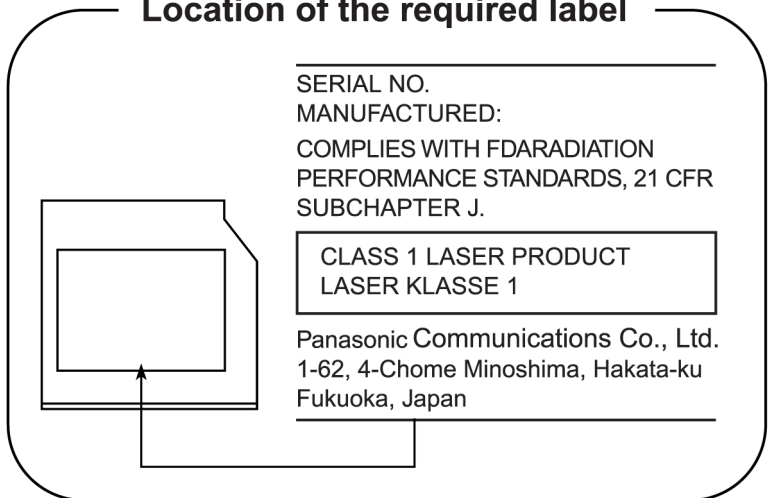 Location of the required label
SERIAL NO.
MANUFACTURED:
COMPLIES WITH FDARADIATION
PERFORMANCE STANDARDS, 21 CFR
SUBCHAPTER J.
CLASS 1 LASER PRODUCT
LASER KLASSE 1
Panasonic Communications Co., Ltd.
1-62, 4-Chome Minoshima, Hakata-ku
Fukuoka, Japan